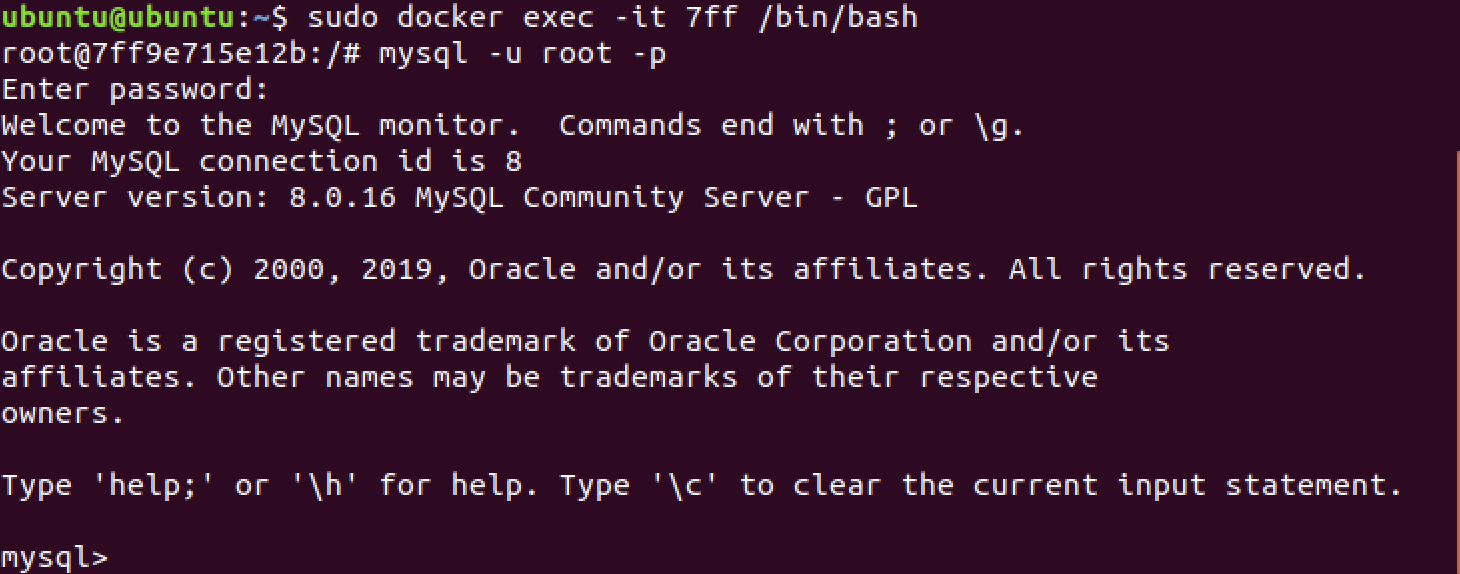 ubuntu@ubuntu:~$ sudo docker exec -it 7ff /bin/bash
root@7ff9e715e12b:/# mysql -u root -p
Enter password:
Welcome to the MySQL monitor.  Commands end with ; or \g.
Your MySQL connection id is 8
Server version: 8.0.16 MySQL Community Server - GPL

Copyright (c) 2000, 2019, Oracle and/or its affiliates. All rights reserved.

Oracle is a registered trademark of Oracle Corporation and/or its
affiliates. Other names may be trademarks of their respective
owners.

Type 'help;' or '\h' for help. Type '\c' to clear the current input statement.

mysql>